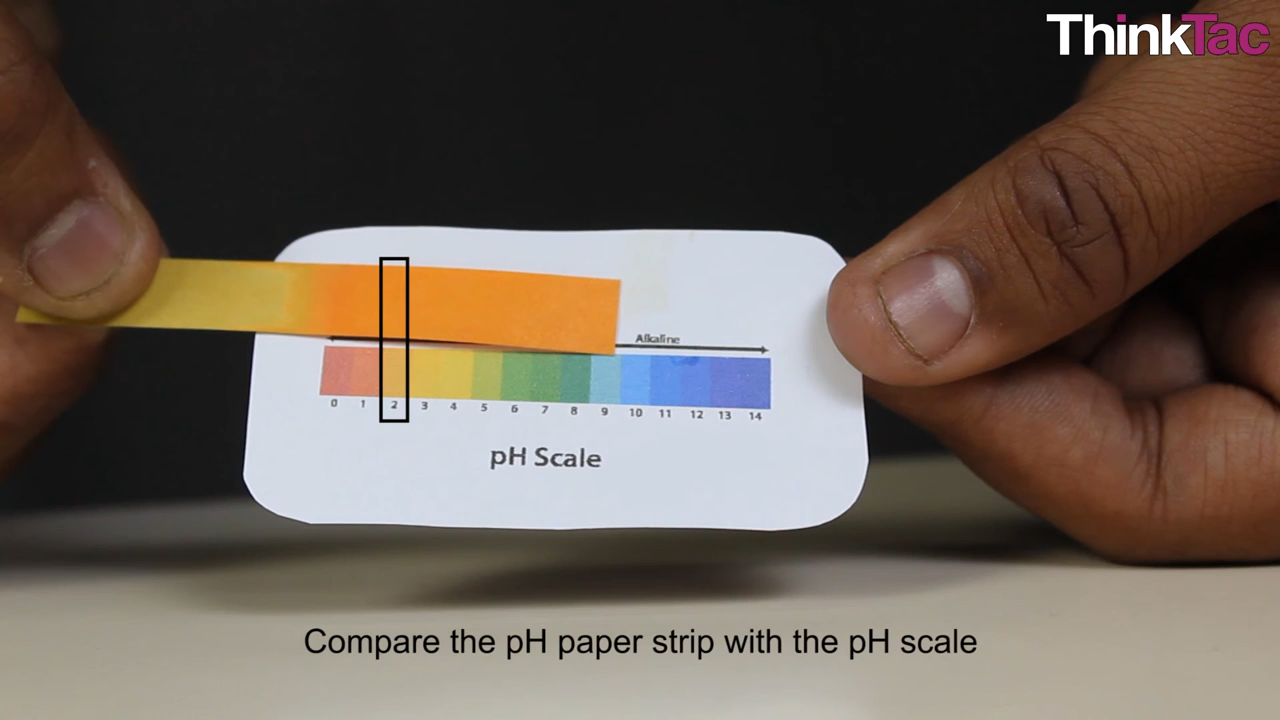 ThinkTac
Alkaline
0 1 2 3 4 5 6 7 8 9 10 11 12 13 14
pH Scale
Compare the pH paper strip with the pH scale